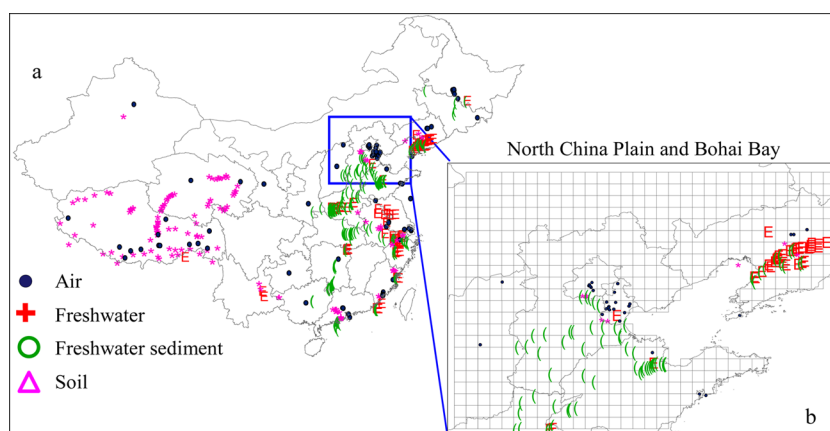 a
North China Plain and Bohai Bay
Air
Freshwater
Freshwater sediment
Soil
b